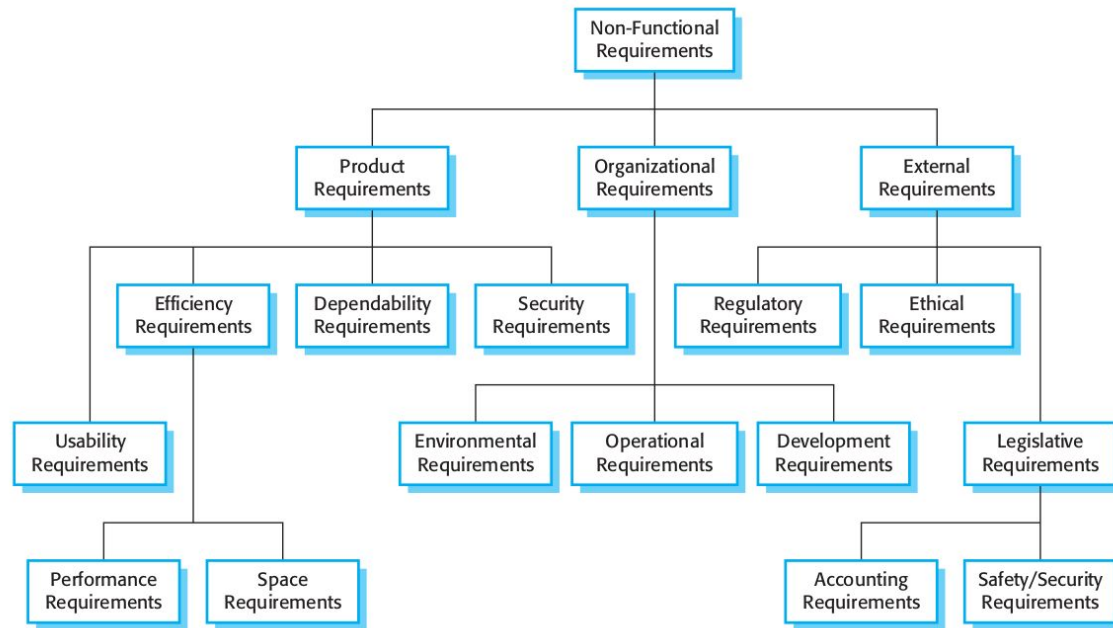 Non-Functional
Requirements
Product
Requirements
Organizational
Requirements
External
Requirements
Efficiency
Requirements
Dependability
Requirements
Security
Requirements
Regulatory
Requirements
Ethical
Requirements
Usability
Requirements
Environmental
Requirements
Operational
Requirements
Development
Requirements
Legislative
Requirements
Performance
Requirements
Space
Requirements
Accounting
Requirements
Safety/Security
Requirements